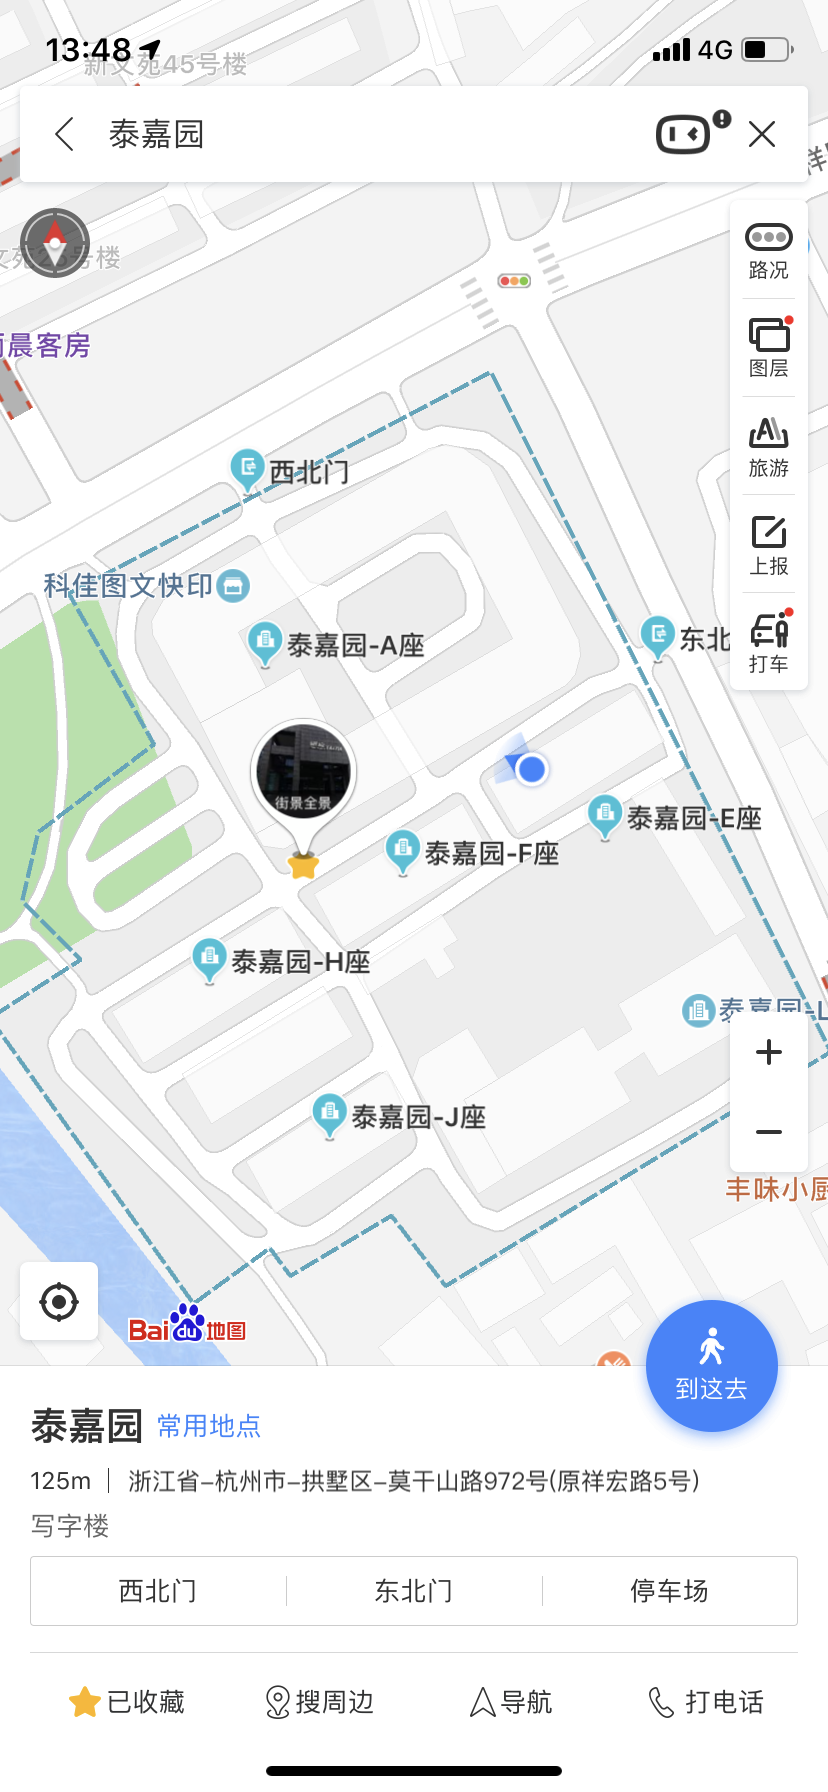 13:48
4G
新文苑45号楼
泰嘉园
路况
图层
旅游
上报
打车
晨客房
西北门
科佳图文快印
泰嘉园-A座
东北
街景全景
泰嘉园-E座
泰嘉园-F座
泰嘉园-H座
泰嘉园-L
泰嘉园-J座
丰味小厨
Bai du 地图
到这去
泰嘉园 常用地点
125m 浙江省-杭州市-拱墅区-莫干山路972号(原祥宏路5号)
写字楼
西北门 东北门 停车场
已收藏 搜周边 导航 打电话